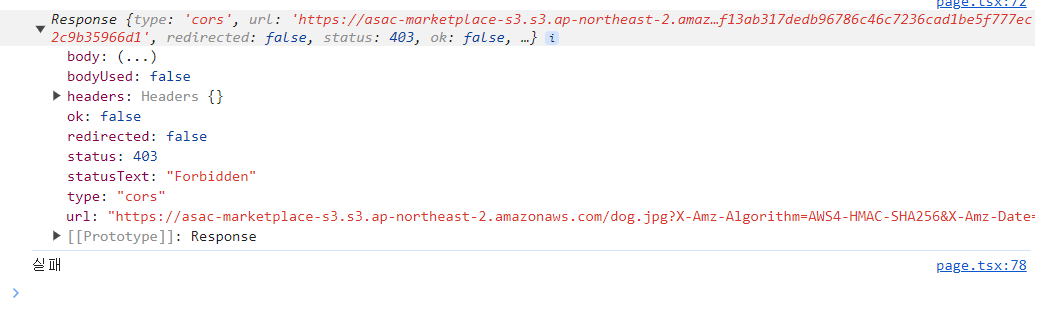 page.tsx:72
Response {type: 'cors', url: 'https://asac-marketplace-s3.s3.ap-northeast-2.amaz…f13ab317dedb96786c46c7236cad1be5f777ec
2c9b35966d1', redirected: false, status: 403, ok: false, …} i
body: (...)
bodyUsed: false
headers: Headers {}
ok: false
redirected: false
status: 403
statusText: "Forbidden"
type: "cors"
url: "https://asac-marketplace-s3.s3.ap-northeast-2.amazonaws.com/dog.jpg?X-Amz-Algorithm=AWS4-HMAC-SHA256&X-Amz-Date=
[[Prototype]]: Response
실패 page.tsx:78